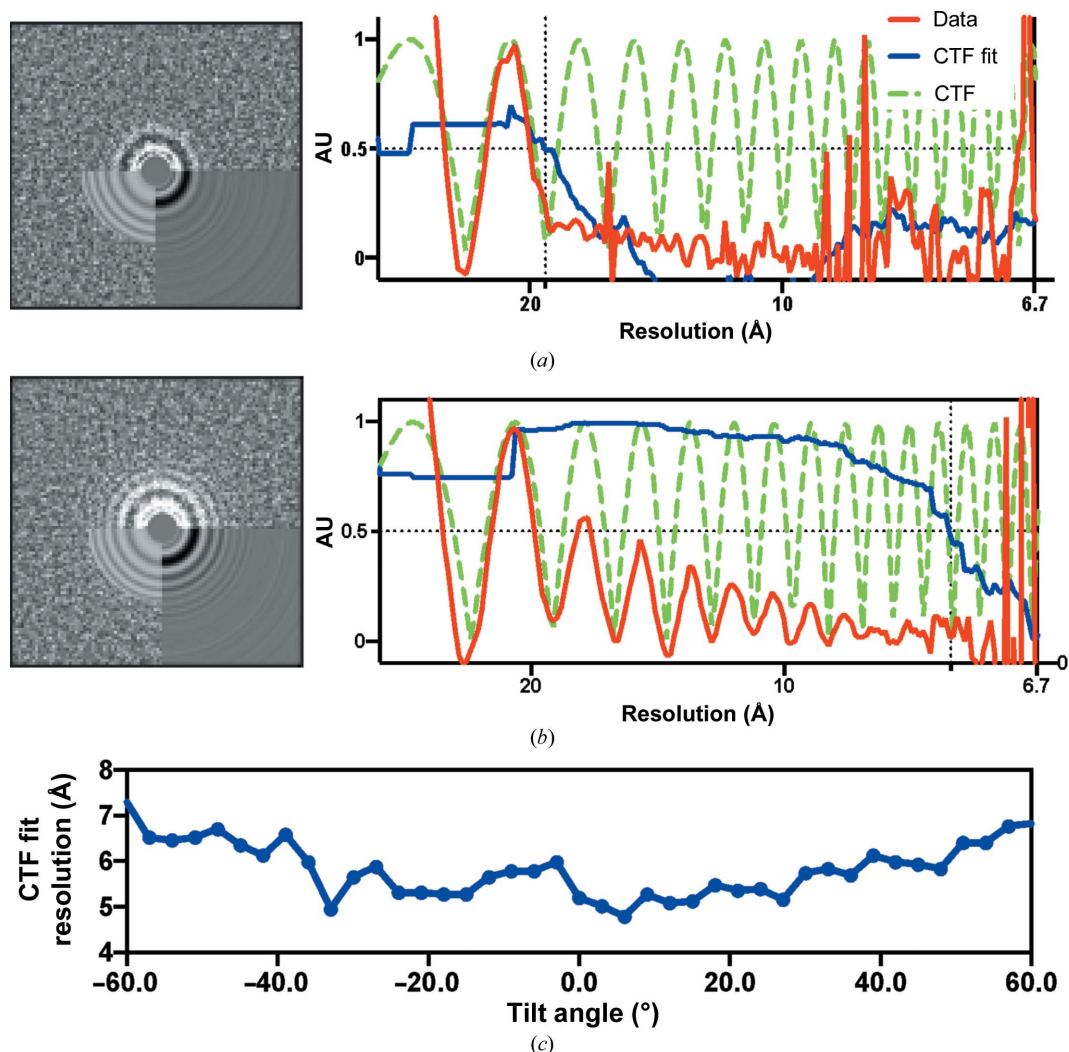 1
AU
0.5
0
Data
CTF fit
CTF
20
10
6.7
Resolution (Å)
(a)
1
AU
0.5
0
0
20
10
6.7
Resolution (Å)
(b)
CTF fit
resolution (Å)
8
7
6
5
4
−60.0
−40.0
−20.0
0.0
20.0
40.0
60.0
Tilt angle (°)
(c)